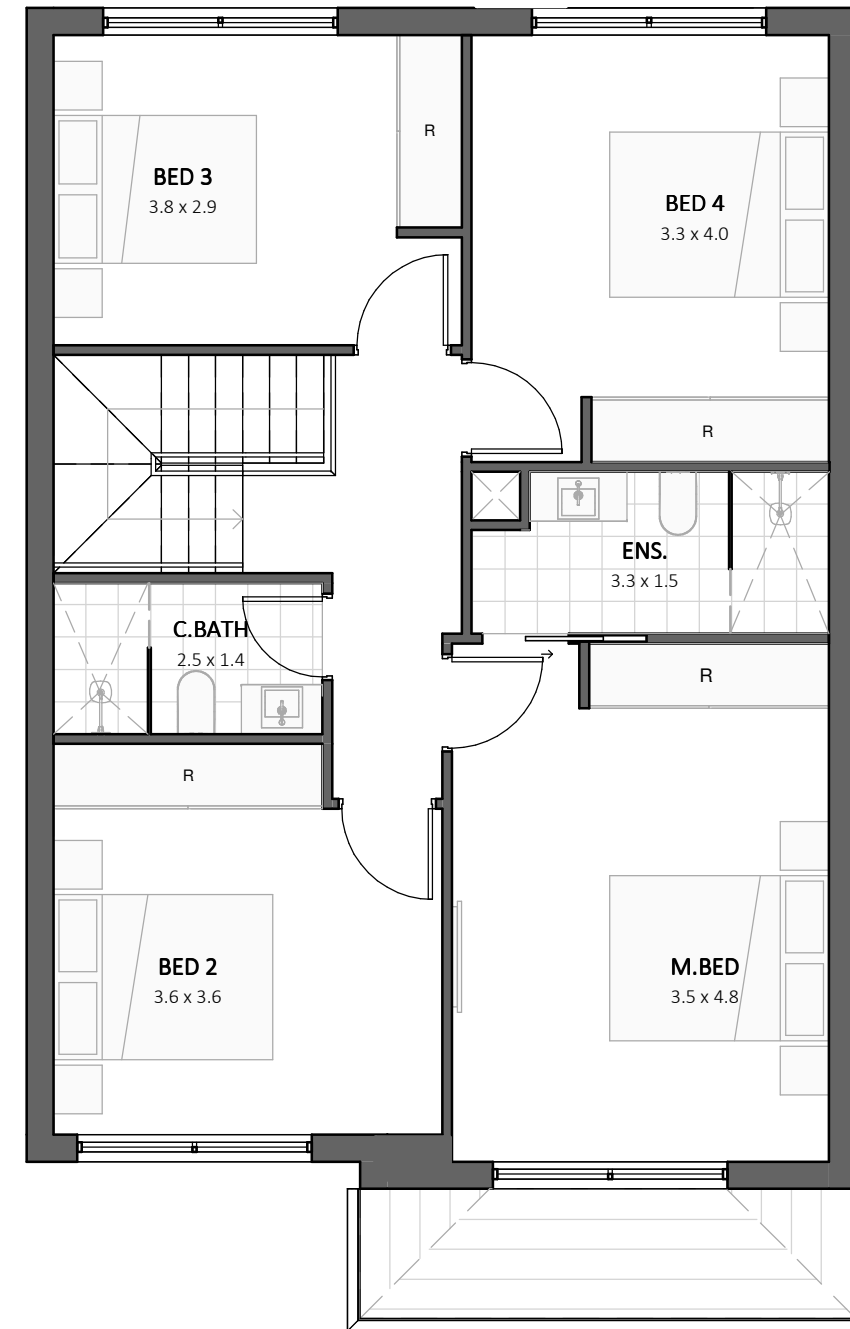 BED 3
3.8 x 2.9
R
BED 4
3.3 x 4.0
R
ENS.
3.3 x 1.5
C.BATH
2.5 x 1.4
R
R
BED 2
3.6 x 3.6
M.BED
3.5 x 4.8